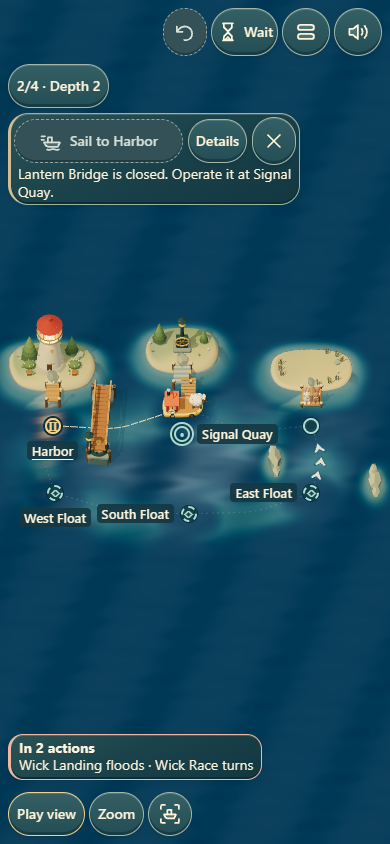 Wait
2/4 · Depth 2
Sail to Harbor
Details
Lantern Bridge is closed. Operate it at Signal
Quay.
Signal Quay
Harbor
East Float
West Float
South Float
In 2 actions
Wick Landing floods · Wick Race turns
Play view
Zoom